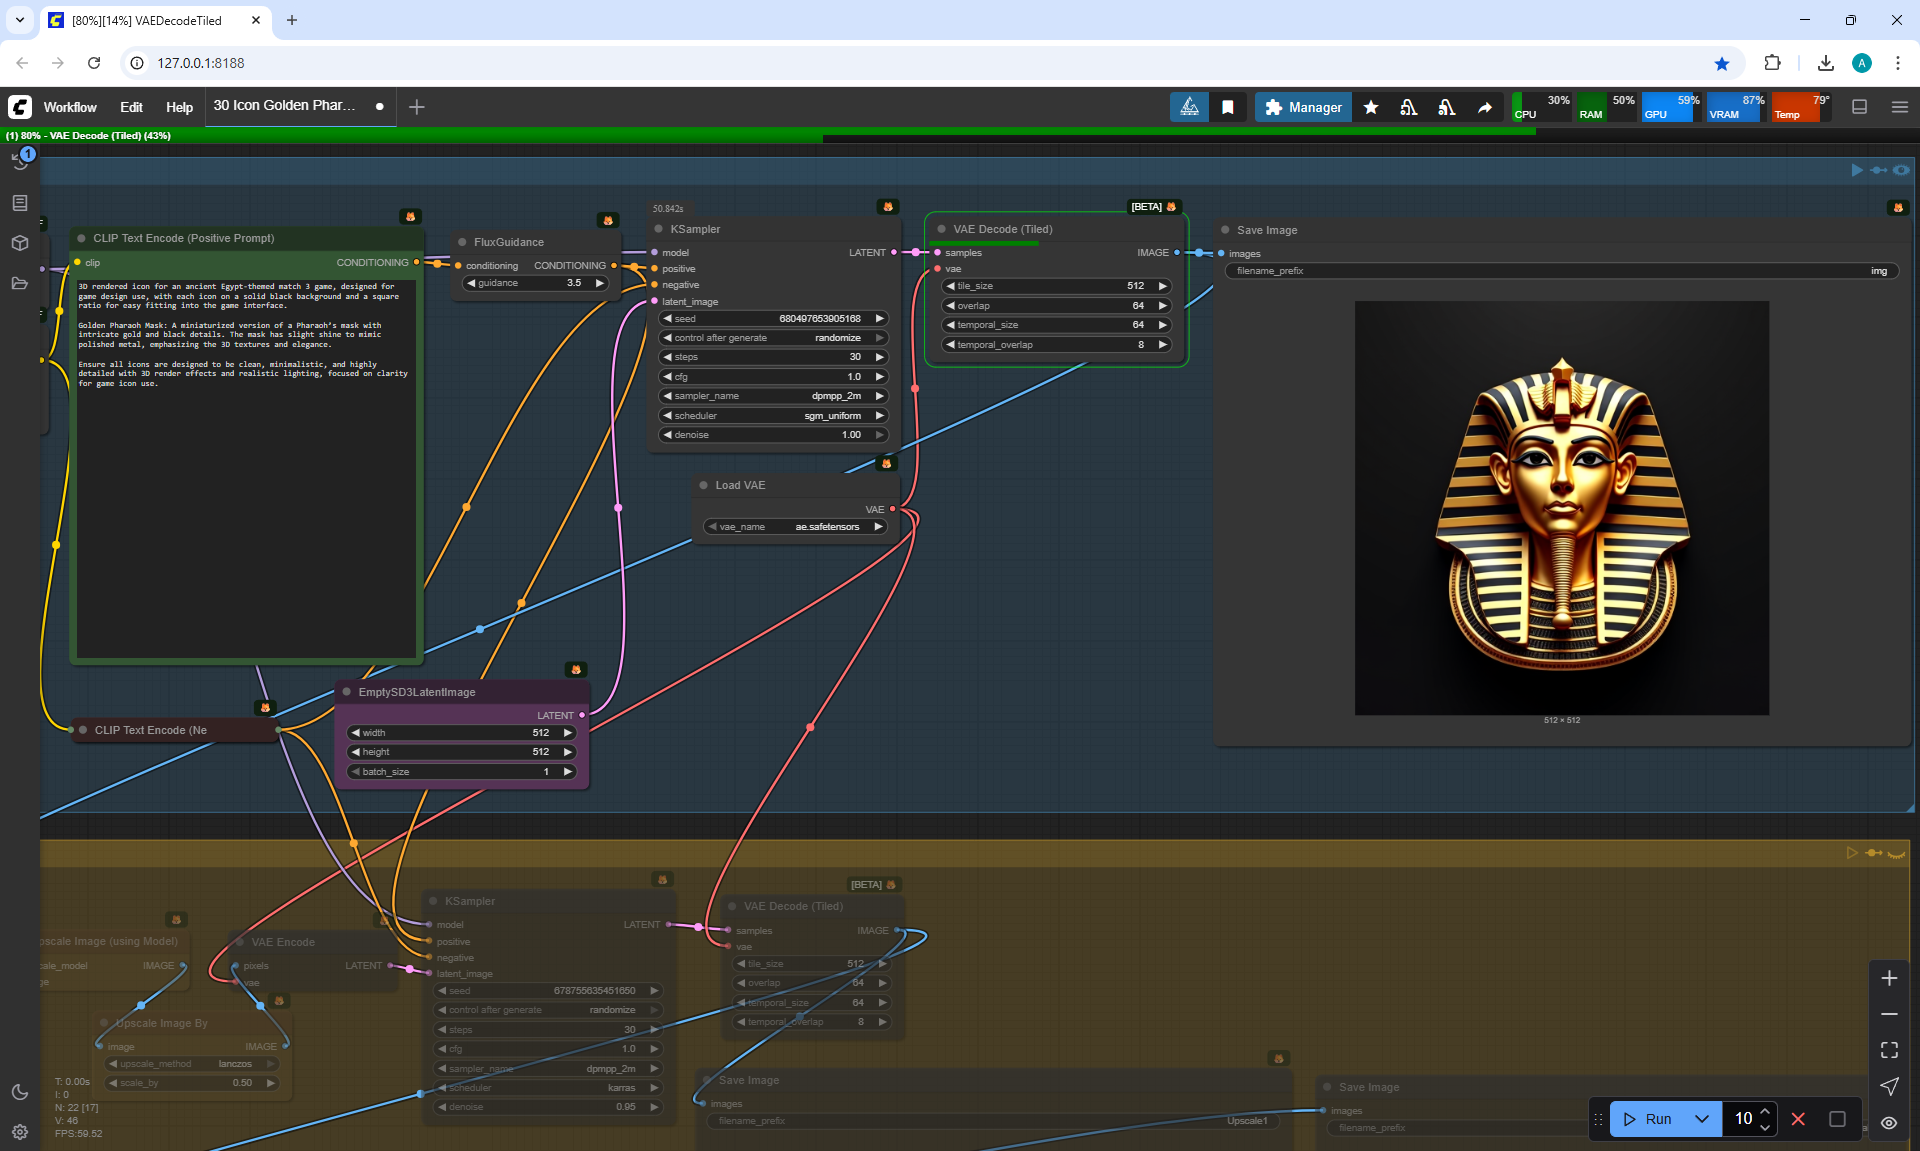 [80%][14%] VAEDecodeTiled
127.0.0.1:8188
Workflow Edit Help 30 Icon Golden Phar...
Manager
30% CPU 50% RAM 59% GPU 87% VRAM 79° Temp
(1) 80% - VAE Decode (Tiled) (43%)
1
CLIP Text Encode (Positive Prompt)
clip CONDITIONING
3D rendered icon for an ancient Egypt-themed match 3 game, designed for
game design use, with each icon on a solid black background and a square
ratio for easy fitting into the game interface.
Golden Pharaoh Mask: A miniaturized version of a Pharaoh's mask with
intricate gold and black details. The mask has slight shine to mimic
polished metal, emphasizing the 3D textures and elegance.
Ensure all icons are designed to be clean, minimalistic, and highly
detailed with 3D render effects and realistic lighting, focused on clarity
for game icon use.
FluxGuidance
conditioning CONDITIONING
guidance 3.5
50.842s
KSampler
model LATENT
positive
negative
latent_image
seed 680497653905168
control after generate randomize
steps 30
cfg 1.0
sampler_name dpmpp_2m
scheduler sgm_uniform
denoise 1.00
[BETA]
VAE Decode (Tiled)
samples IMAGE
vae
tile_size 512
overlap 64
temporal_size 64
temporal_overlap 8
Save Image
images
filename_prefix img
512 × 512
Load VAE
VAE
vae_name ae.safetensors
EmptySD3LatentImage
LATENT
width 512
height 512
batch_size 1
CLIP Text Encode (Ne
pscale Image (using Model)
cale_model IMAGE
ge
VAE Encode
pixels LATENT
vae
Upscale Image By
image IMAGE
upscale_method lanczos
scale_by 0.50
T: 0.00s
I: 0
N: 22 [17]
V: 46
FPS:59.52
KSampler
model LATENT
positive
negative
latent_image
seed 678755635451650
control after generate randomize
steps 30
cfg 1.0
sampler_name dpmpp_2m
scheduler karras
denoise 0.95
[BETA]
VAE Decode (Tiled)
samples IMAGE
vae
tile_size 512
overlap 64
temporal_size 64
temporal_overlap 8
Save Image
images
filename_prefix Upscale1
Save Image
images
filename_prefix
Run 10
A